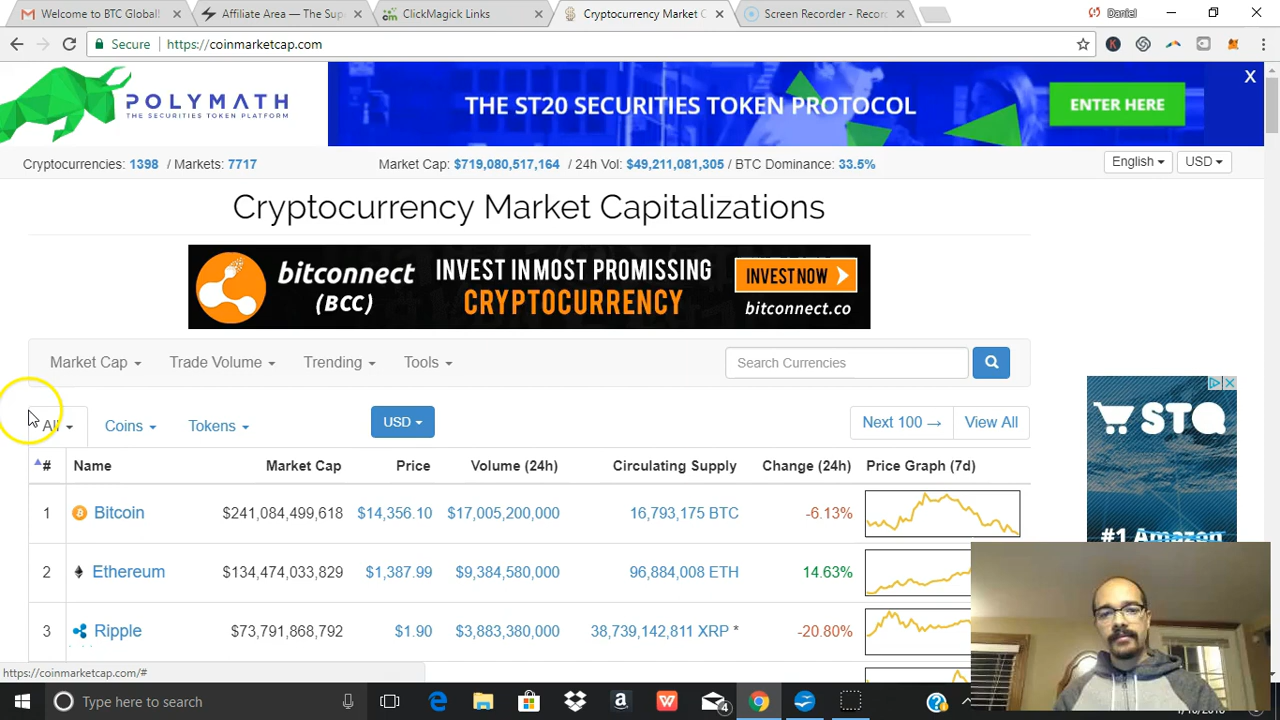 Welcome to BTC Global!
Affiliate Area — The Sup
ClickMagick Links
Cryptocurrency Market C
Screen Recorder - Recor
Daniel
Secure
https://coinmarketcap.com
POLYMATH
THE SECURITIES TOKEN PLATFORM
THE ST20 SECURITIES TOKEN PROTOCOL
ENTER HERE
X
Cryptocurrencies: 1398 / Markets: 7717
Market Cap: $719,080,517,164 / 24h Vol: $49,211,081,305 / BTC Dominance: 33.5%
English
USD
Cryptocurrency Market Capitalizations
bitconnect
(BCC)
INVEST IN MOST PROMISSING
CRYPTOCURRENCY
INVEST NOW
bitconnect.co
Market Cap Trade Volume Trending Tools
Search Currencies
All Coins Tokens
USD
Next 100 → View All
# Name Market Cap Price Volume (24h) Circulating Supply Change (24h) Price Graph (7d)
1 Bitcoin $241,084,499,618 $14,356.10 $17,005,200,000 16,793,175 BTC -6.13%
2 Ethereum $134,474,033,829 $1,387.99 $9,384,580,000 96,884,008 ETH 14.63%
3 Ripple $73,791,868,792 $1.90 $3,883,380,000 38,739,142,811 XRP * -20.80%
STQ
#1 Amazon
https://coinmarketcap.com/#
Type here to search
4